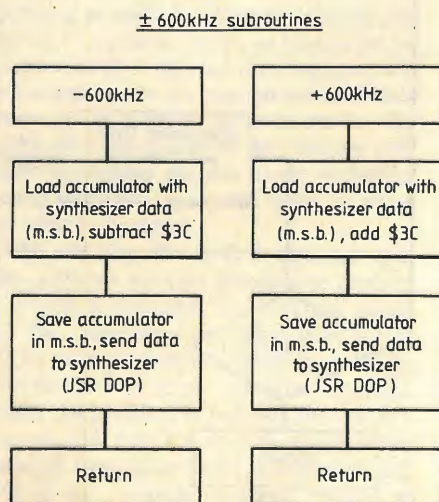 ± 600kHz subroutines
−600kHz
Load accumulator with
synthesizer data
(m.s.b.), subtract $3C
Save accumulator
in m.s.b., send data
to synthesizer
(JSR DOP)
Return
+600kHz
Load accumulator with
synthesizer data
(m.s.b.) , add $3C
Save accumulator
in m.s.b., send data
to synthesizer
(JSR DOP)
Return